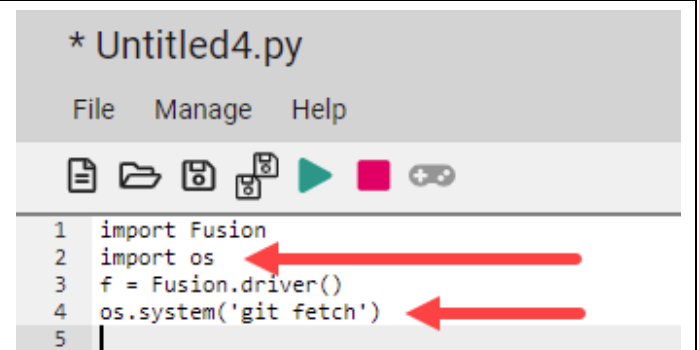 * Untitled4.py
File Manage Help
1 import Fusion
2 import os
3 f = Fusion.driver()
4 os.system('git fetch')
5